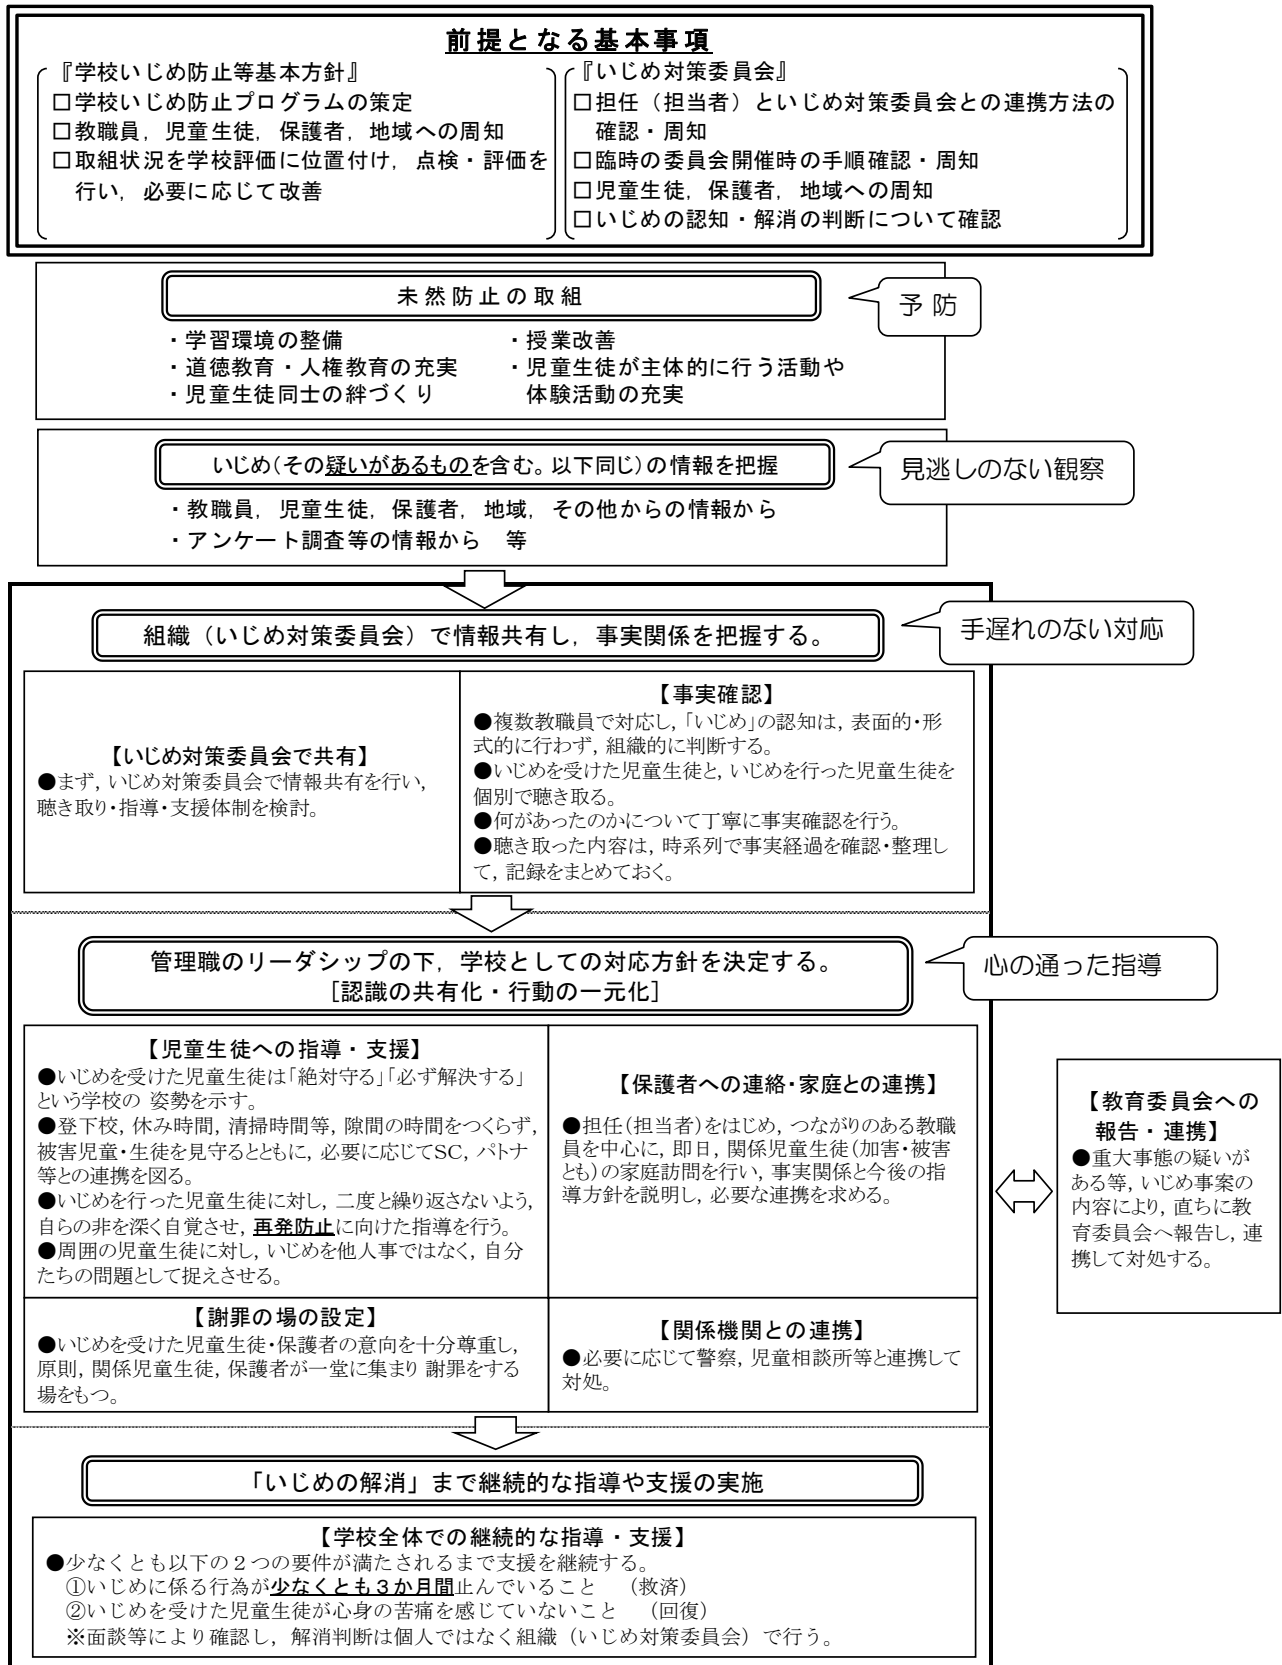 前提となる基本事項
『学校いじめ防止等基本方針』
□学校いじめ防止プログラムの策定
□教職員，児童生徒，保護者，地域への周知
□取組状況を学校評価に位置付け，点検・評価を
行い，必要に応じて改善
『いじめ対策委員会』
□担任（担当者）といじめ対策委員会との連携方法の
確認・周知
□臨時の委員会開催時の手順確認・周知
□児童生徒，保護者，地域への周知
□いじめの認知・解消の判断について確認
未然防止の取組
予 防
・学習環境の整備
・道徳教育・人権教育の充実
・児童生徒同士の絆づくり
・授業改善
・児童生徒が主体的に行う活動や
体験活動の充実
いじめ（その疑いがあるものを含む。以下同じ）の情報を把握
見逃しのない観察
・教職員，児童生徒，保護者，地域，その他からの情報から
・アンケート調査等の情報から　等
組織（いじめ対策委員会）で情報共有し，事実関係を把握する。
手遅れのない対応
【いじめ対策委員会で共有】
●まず，いじめ対策委員会で情報共有を行い，
聴き取り・指導・支援体制を検討。
【事実確認】
●複数教職員で対応し，「いじめ」の認知は，表面的・形
式的に行わず，組織的に判断する。
●いじめを受けた児童生徒と，いじめを行った児童生徒を
個別で聴き取る。
●何があったのかについて丁寧に事実確認を行う。
●聴き取った内容は，時系列で事実経過を確認・整理し
て，記録をまとめておく。
管理職のリーダシップの下，学校としての対応方針を決定する。
［認識の共有化・行動の一元化］
心の通った指導
【児童生徒への指導・支援】
●いじめを受けた児童生徒は「絶対守る」「必ず解決する」
という学校の 姿勢を示す。
●登下校，休み時間，清掃時間等，隙間の時間をつくらず，
被害児童・生徒を見守るとともに，必要に応じてSC，パトナ
等との連携を図る。
●いじめを行った児童生徒に対し，二度と繰り返さないよう，
自らの非を深く自覚させ，再発防止に向けた指導を行う。
●周囲の児童生徒に対し，いじめを他人事ではなく，自分
たちの問題として捉えさせる。
【保護者への連絡・家庭との連携】
●担任（担当者）をはじめ，つながりのある教職
員を中心に，即日，関係児童生徒（加害・被害
とも）の家庭訪問を行い，事実関係と今後の指
導方針を説明し，必要な連携を求める。
【教育委員会への
報告・連携】
●重大事態の疑いが
ある等，いじめ事案の
内容により，直ちに教
育委員会へ報告し，連
携して対処する。
【謝罪の場の設定】
●いじめを受けた児童生徒・保護者の意向を十分尊重し，
原則，関係児童生徒，保護者が一堂に集まり 謝罪をする
場をもつ。
【関係機関との連携】
●必要に応じて警察，児童相談所等と連携して
対処。
「いじめの解消」まで継続的な指導や支援の実施
【学校全体での継続的な指導・支援】
●少なくとも以下の２つの要件が満たされるまで支援を継続する。
①いじめに係る行為が少なくとも３か月間止んでいること　（救済）
②いじめを受けた児童生徒が心身の苦痛を感じていないこと　（回復）
※面談等により確認し，解消判断は個人ではなく組織（いじめ対策委員会）で行う。